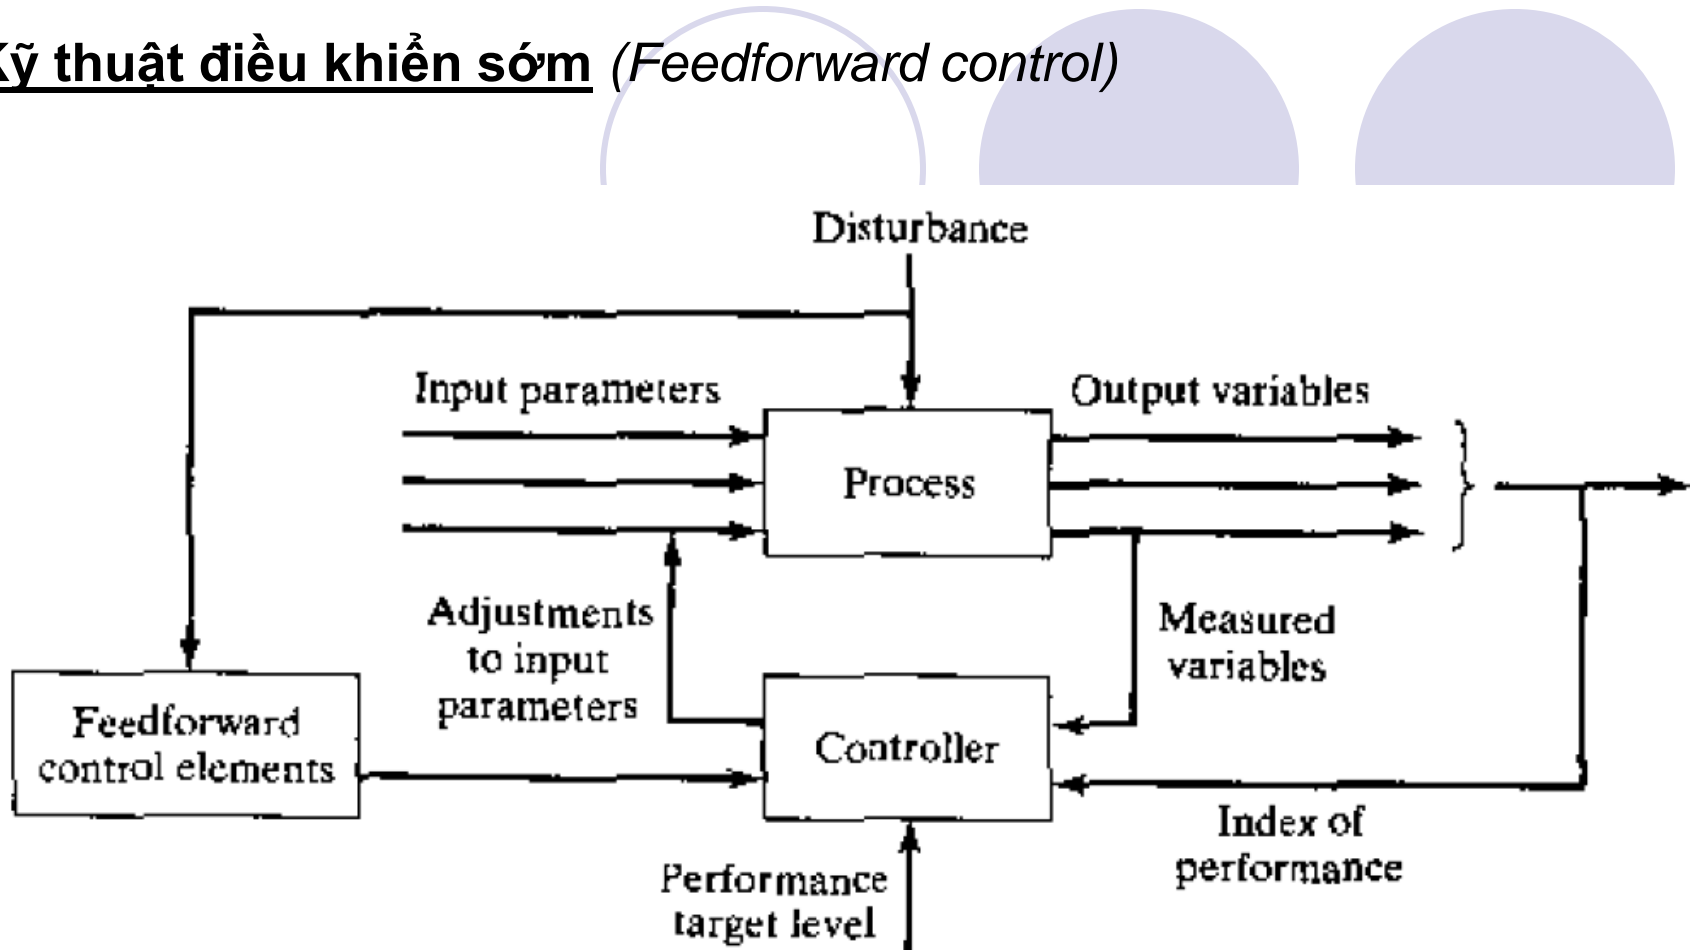 Kỹ thuật điều khiển sớm (Feedforward control)
Disturbance
Input parameters
Output variables
Process
Adjustments
to input
parameters
Measured
variables
Feedforward
control elements
Controller
Index of
performance
Performance
target level